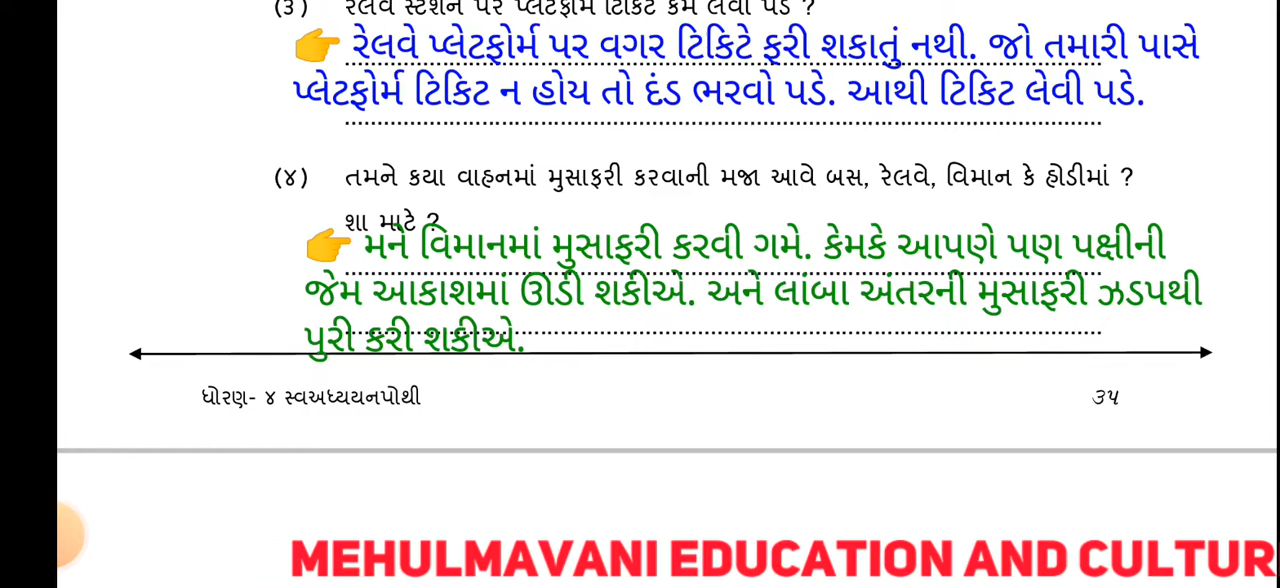 (૩) રેલવે સ્ટેશન પર પ્લેટફોર્મ ટિકિટ કેમ લેવી પડે ?
👉 રેલવે પ્લેટફોર્મ પર વગર ટિકિટે ફરી શકાતું નથી. જો તમારી પાસે
પ્લેટફોર્મ ટિકિટ ન હોય તો દંડ ભરવો પડે. આથી ટિકિટ લેવી પડે.
(૪) તમને કયા વાહનમાં મુસાફરી કરવાની મજા આવે બસ, રેલવે, વિમાન કે હોડીમાં ?
શા માટે ?
👉 મને વિમાનમાં મુસાફરી કરવી ગમે. કેમકે આપણે પણ પક્ષીની
જેમ આકાશમાં ઊડી શકીએ. અને લાંબા અંતરની મુસાફરી ઝડપથી
પુરી કરી શકીએ.
ધોરણ- ૪ સ્વઅધ્યયનપોથી ૩૫
MEHULMAVANI EDUCATION AND CULTUR